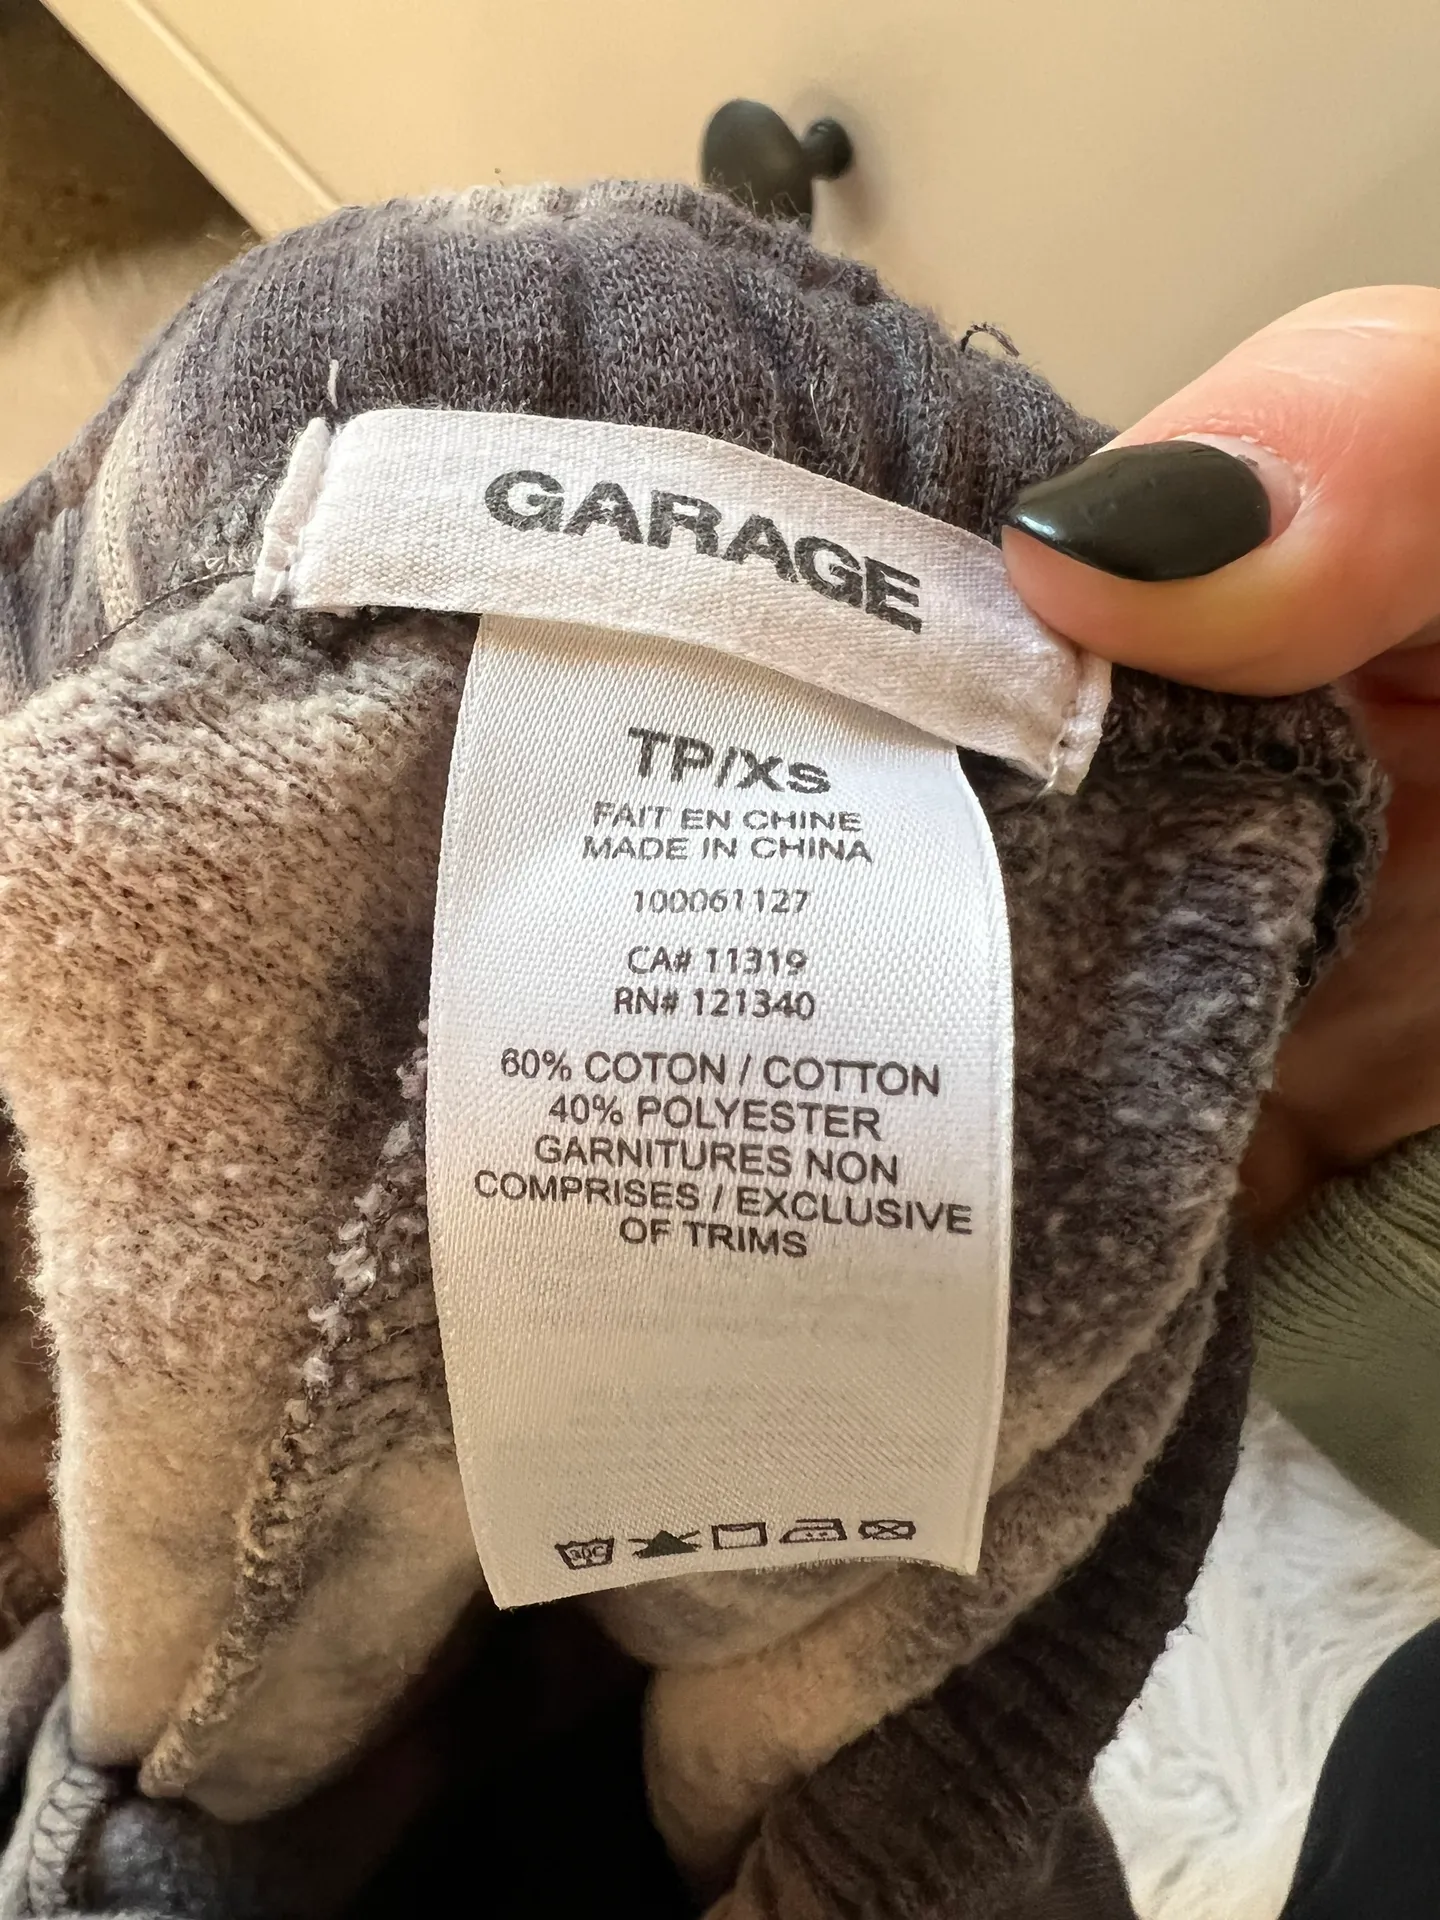 GARAGE
TP/XS
FAIT EN CHINE
MADE IN CHINA
100061127
CA# 11319
RN# 121340
60% COTON / COTTON
40% POLYESTER
GARNITURES NON
COMPRISES / EXCLUSIVE
OF TRIMS
30C